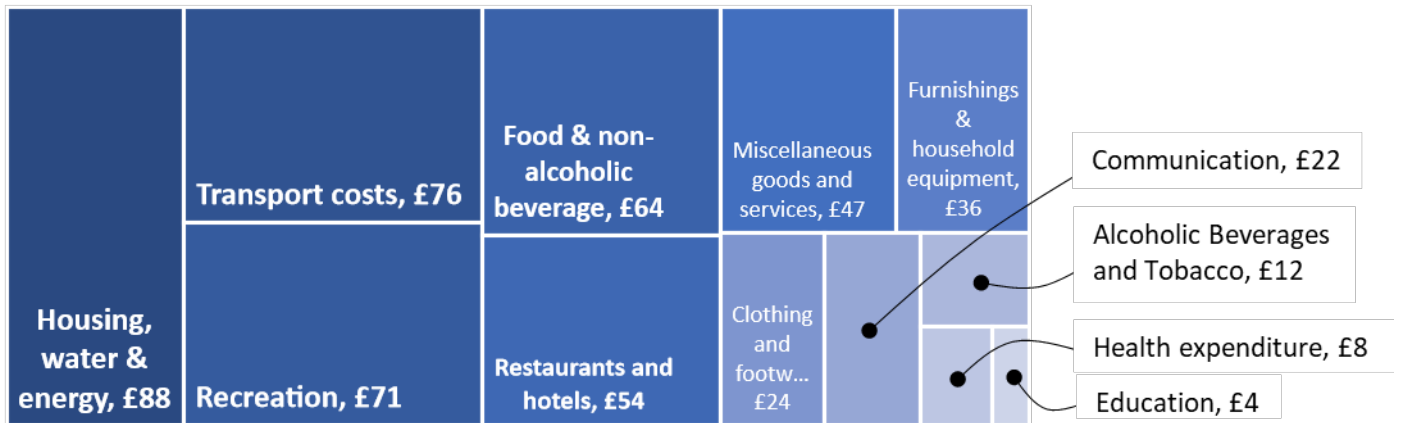 Housing,
water &
energy, £88
Transport costs, £76
Recreation, £71
Food & non-
alcoholic
beverage, £64
Restaurants and
hotels, £54
Miscellaneous
goods and
services, £47
Furnishings
&
household
equipment,
£36
Clothing
and
footw...
£24
Communication, £22
Alcoholic Beverages
and Tobacco, £12
Health expenditure, £8
Education, £4